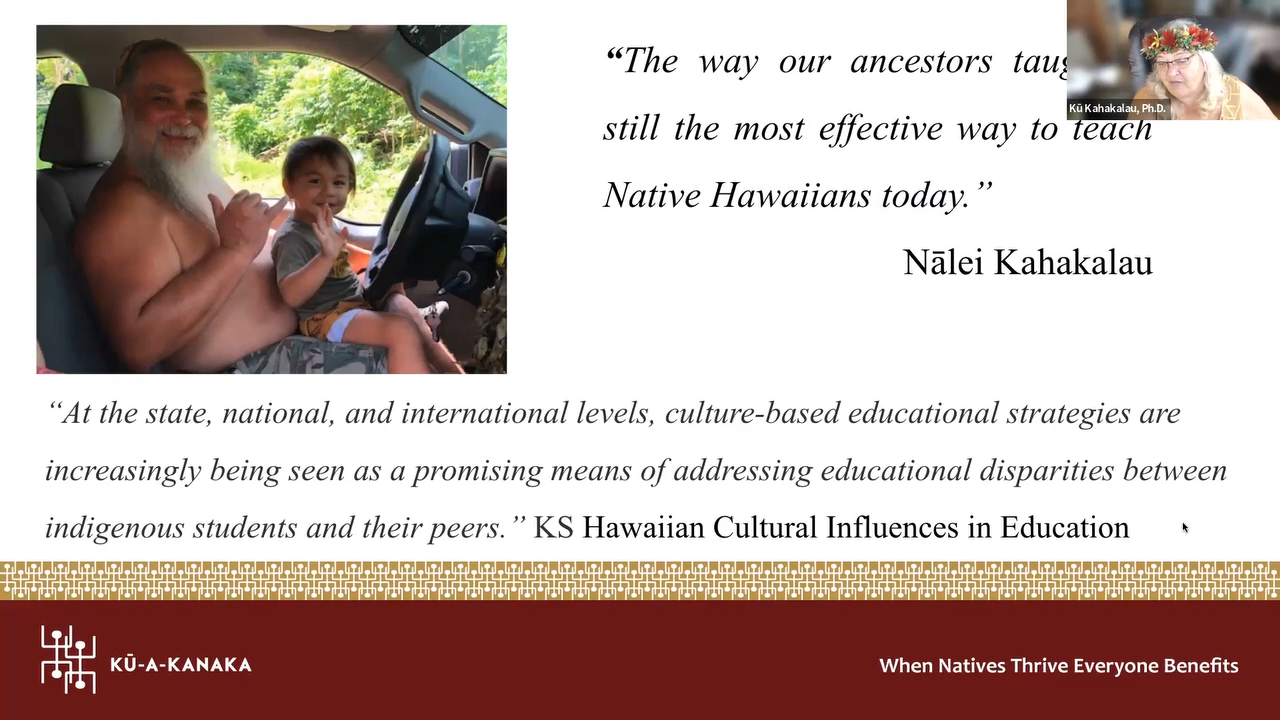 “The way our ancestors
still the most effective way to teach
Native Hawaiians today.”
Nālei Kahakalau
Kū Kahakalau, Ph.D.
“At the state, national, and international levels, culture-based educational strategies are
increasingly being seen as a promising means of addressing educational disparities between
indigenous students and their peers.” KS Hawaiian Cultural Influences in Education
KŪ-A-KANAKA
When Natives Thrive Everyone Benefits